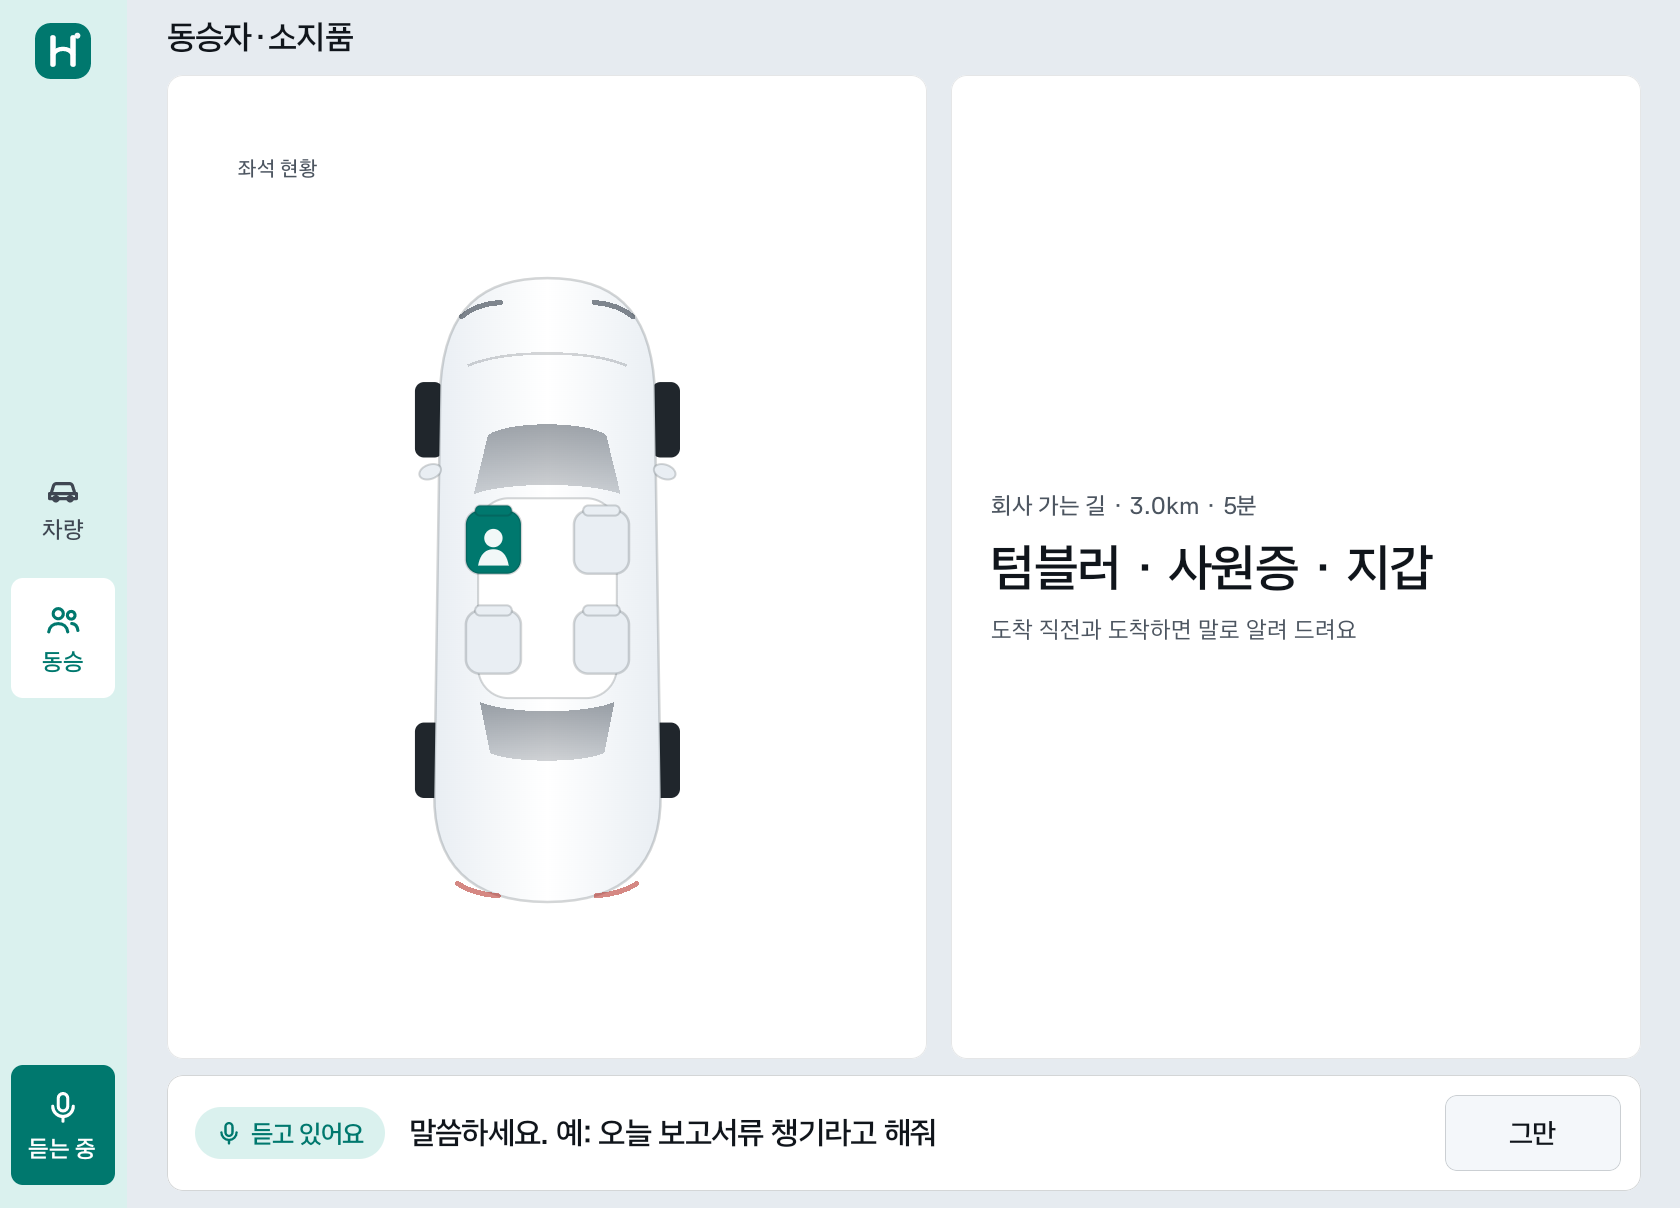 H
동승자 · 소지품
좌석 현황
차량
동승
회사 가는 길 · 3.0km · 5분
텀블러 · 사원증 · 지갑
도착 직전과 도착하면 말로 알려 드려요
듣는 중
듣고 있어요
말씀하세요. 예: 오늘 보고서류 챙기라고 해줘
그만